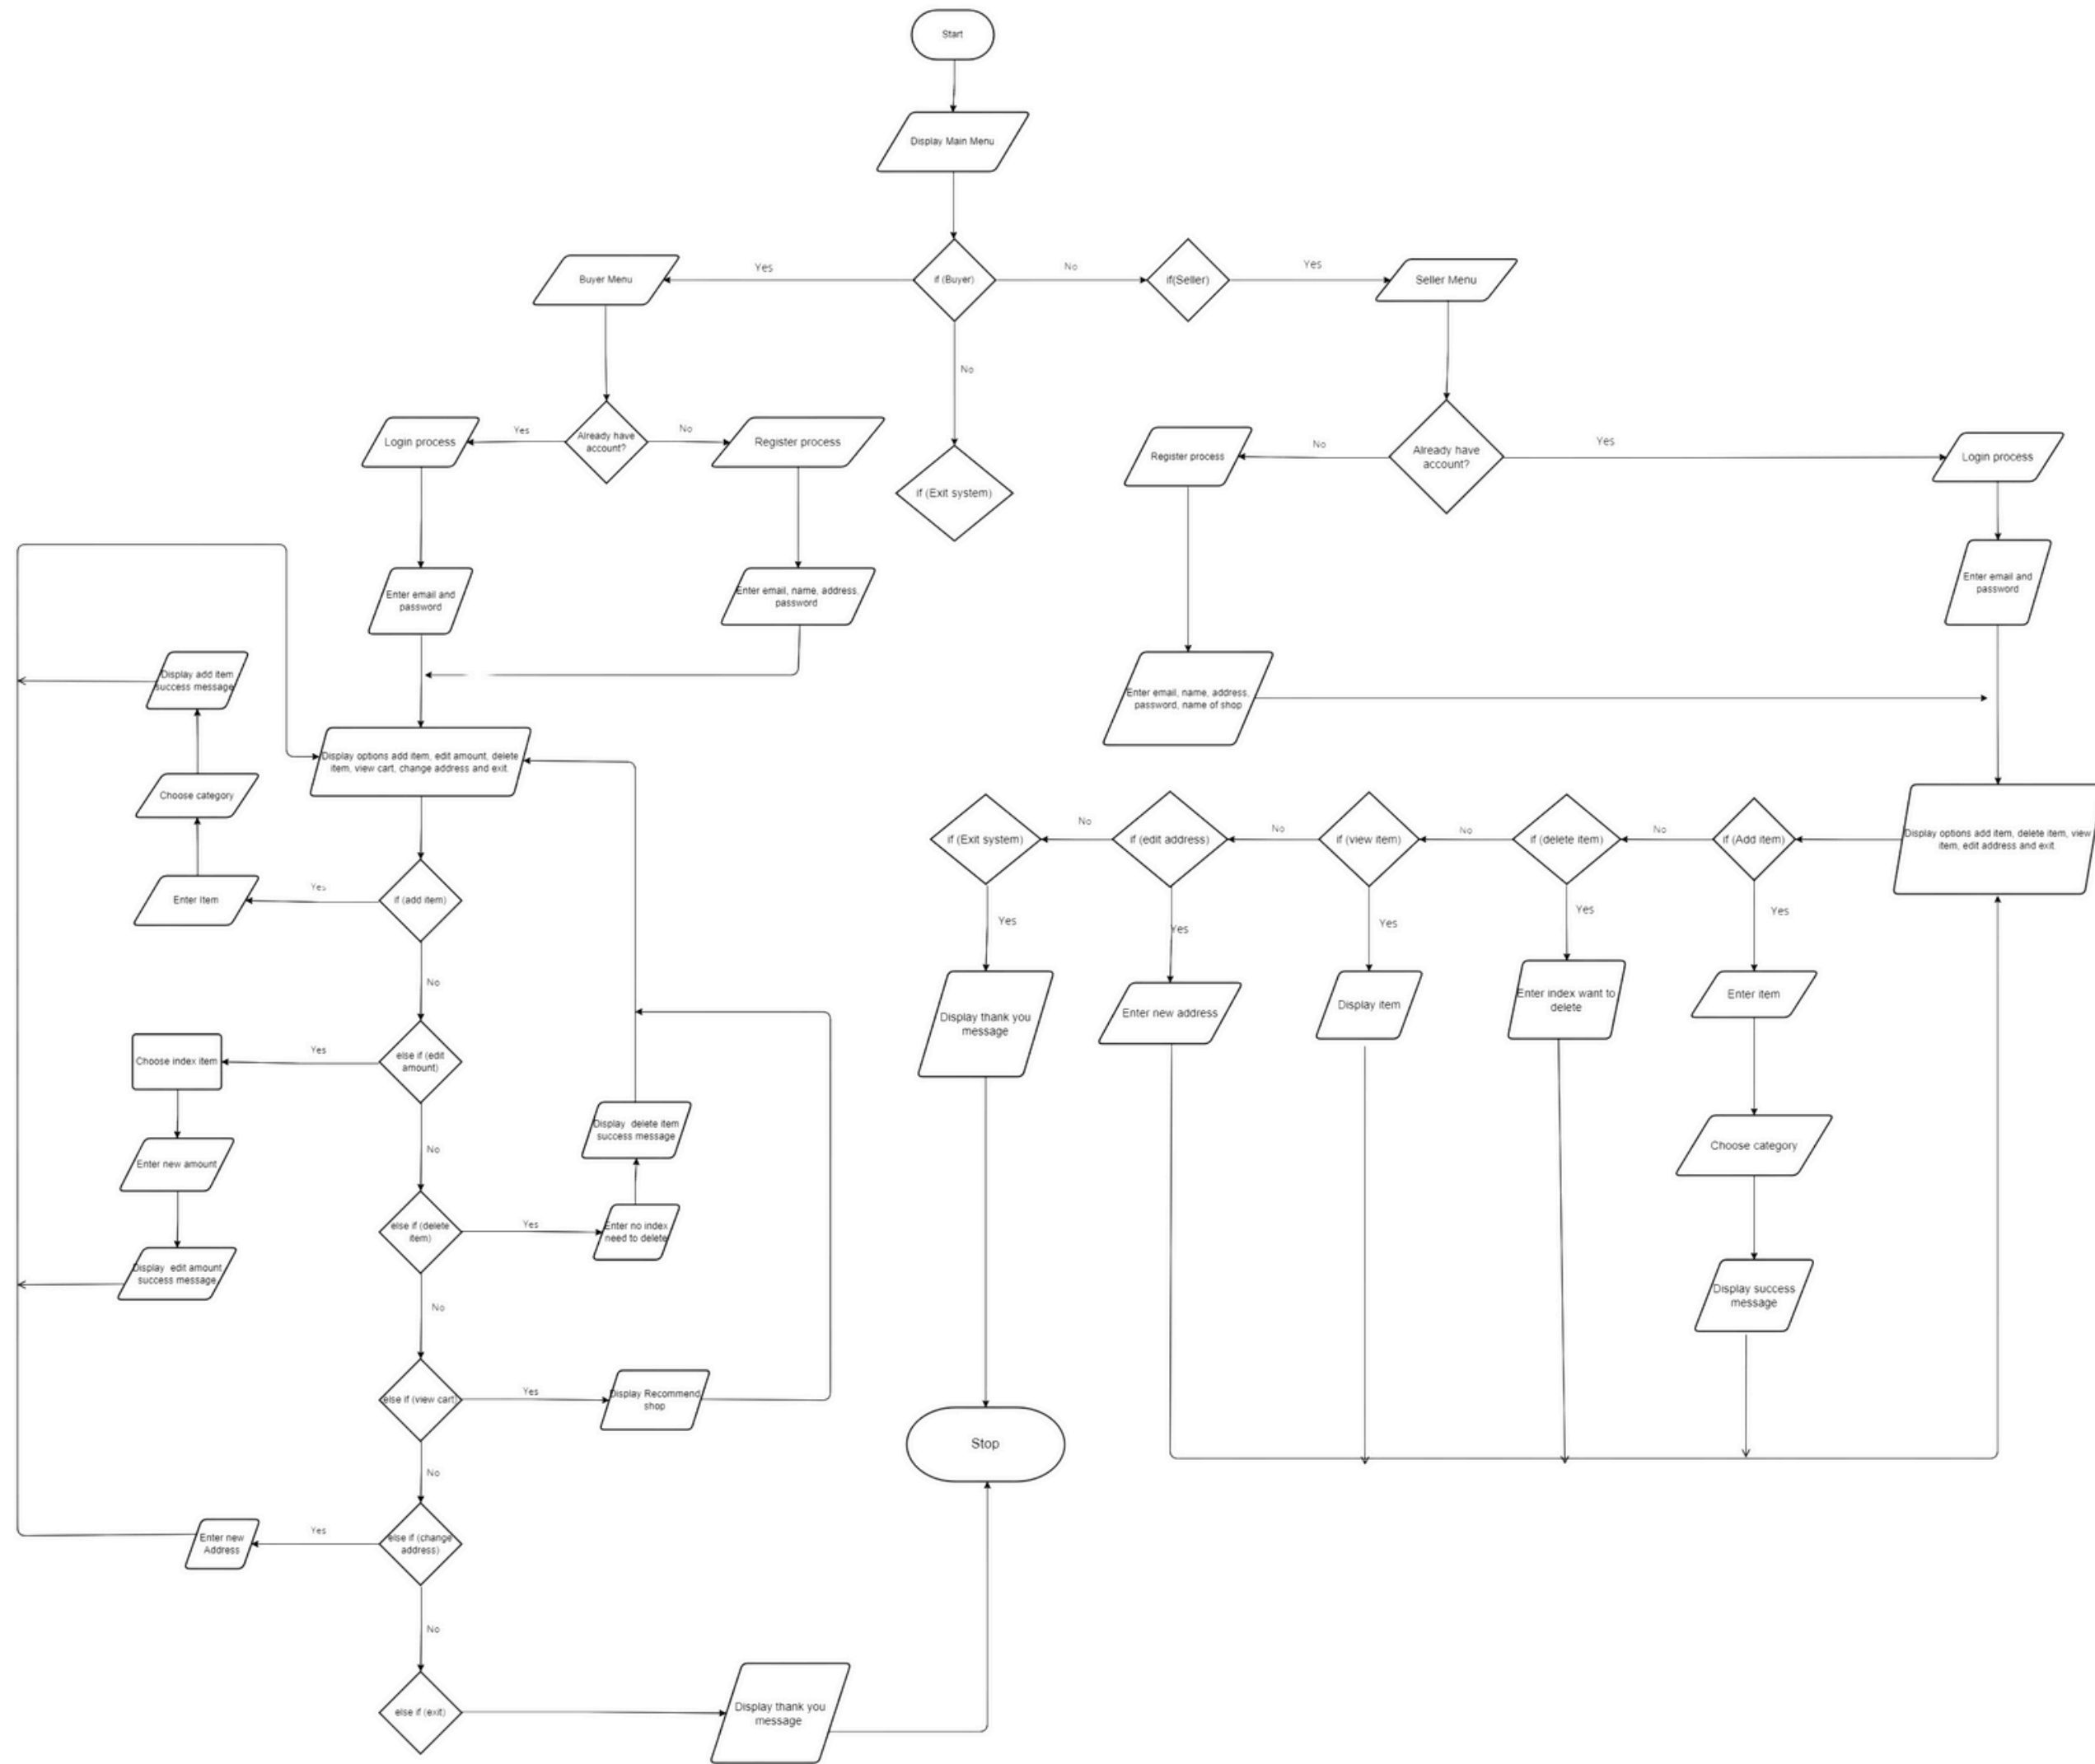 Start
Display Main Menu
Buyer Menu
Yes
if (Buyer)
No
if(Seller)
Yes
Seller Menu
No
Login process
Yes
Already have
account?
No
Register process
if (Exit system)
Register process
No
Already have
account?
Yes
Login process
Enter email and
password
Enter email, name, address,
password
Enter email and
password
Display add item
success message
Enter email, name, address,
password, name of shop
Display options add item, edit amount, delete
item, view cart, change address and exit.
Choose category
if (Exit system)
No
if (edit address)
No
if (view item)
No
if (delete item)
No
if (Add item)
Display options add item, delete item, view
item, edit address and exit.
Enter Item
Yes
if (add item)
Yes
Yes
Yes
Yes
Yes
No
Display thank you
message
Enter new address
Display item
Enter index want to
delete
Enter item
Choose index item
Yes
else if (edit
amount)
Display delete item
success message
Choose category
Enter new amount
No
Display edit amount
success message
else if (delete
item)
Yes
Enter no index
need to delete
Display success
message
No
else if (view cart)
Yes
Display Recommend
shop
Stop
No
Enter new
Address
Yes
else if (change
address)
No
else if (exit)
Display thank you
message